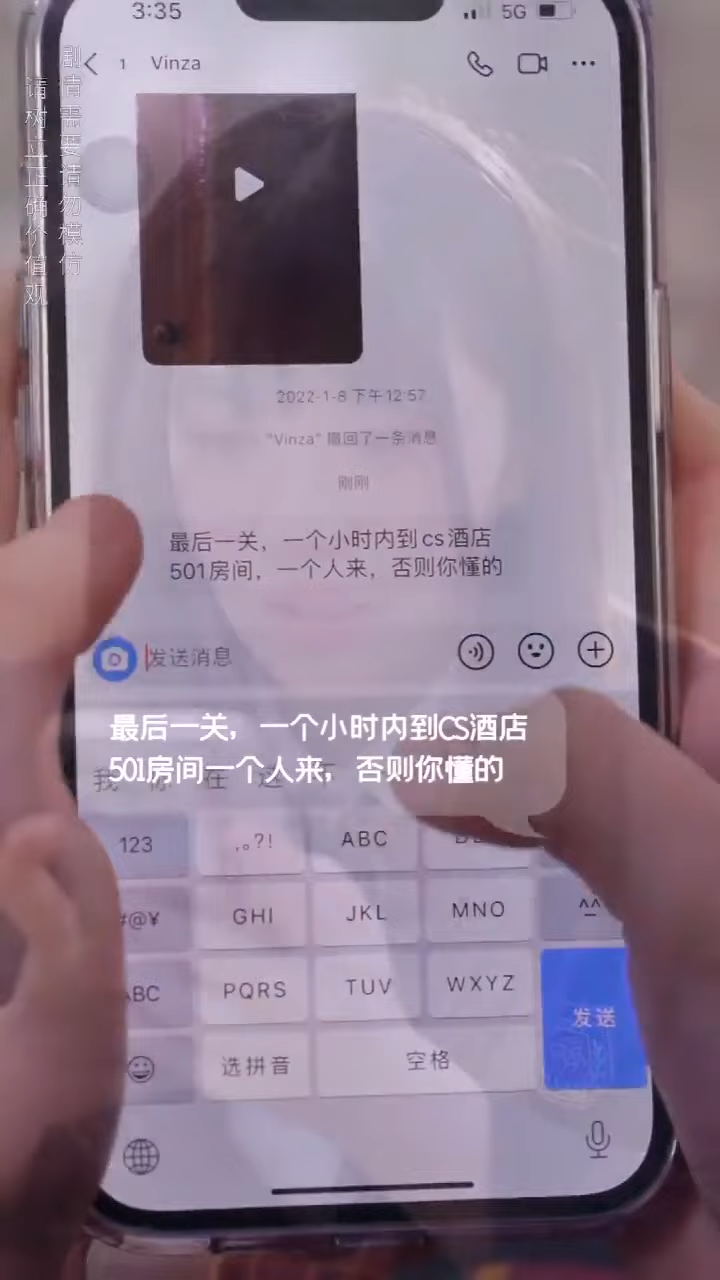 3:35
5G
1 Vinza
剧情需要请勿模仿
请树立正确价值观
2022-1-8 下午12:57
"Vinza" 撤回了一条消息
刚刚
最后一关，一个小时内到cs酒店
501房间，一个人来，否则你懂的
发送消息
最后一关，一个小时内到CS酒店
501房间一个人来，否则你懂的
我 你 在 这 下
123
,。?!
ABC
#@¥
GHI
JKL
MNO
^^
ABC
PQRS
TUV
WXYZ
发送
选拼音
空格